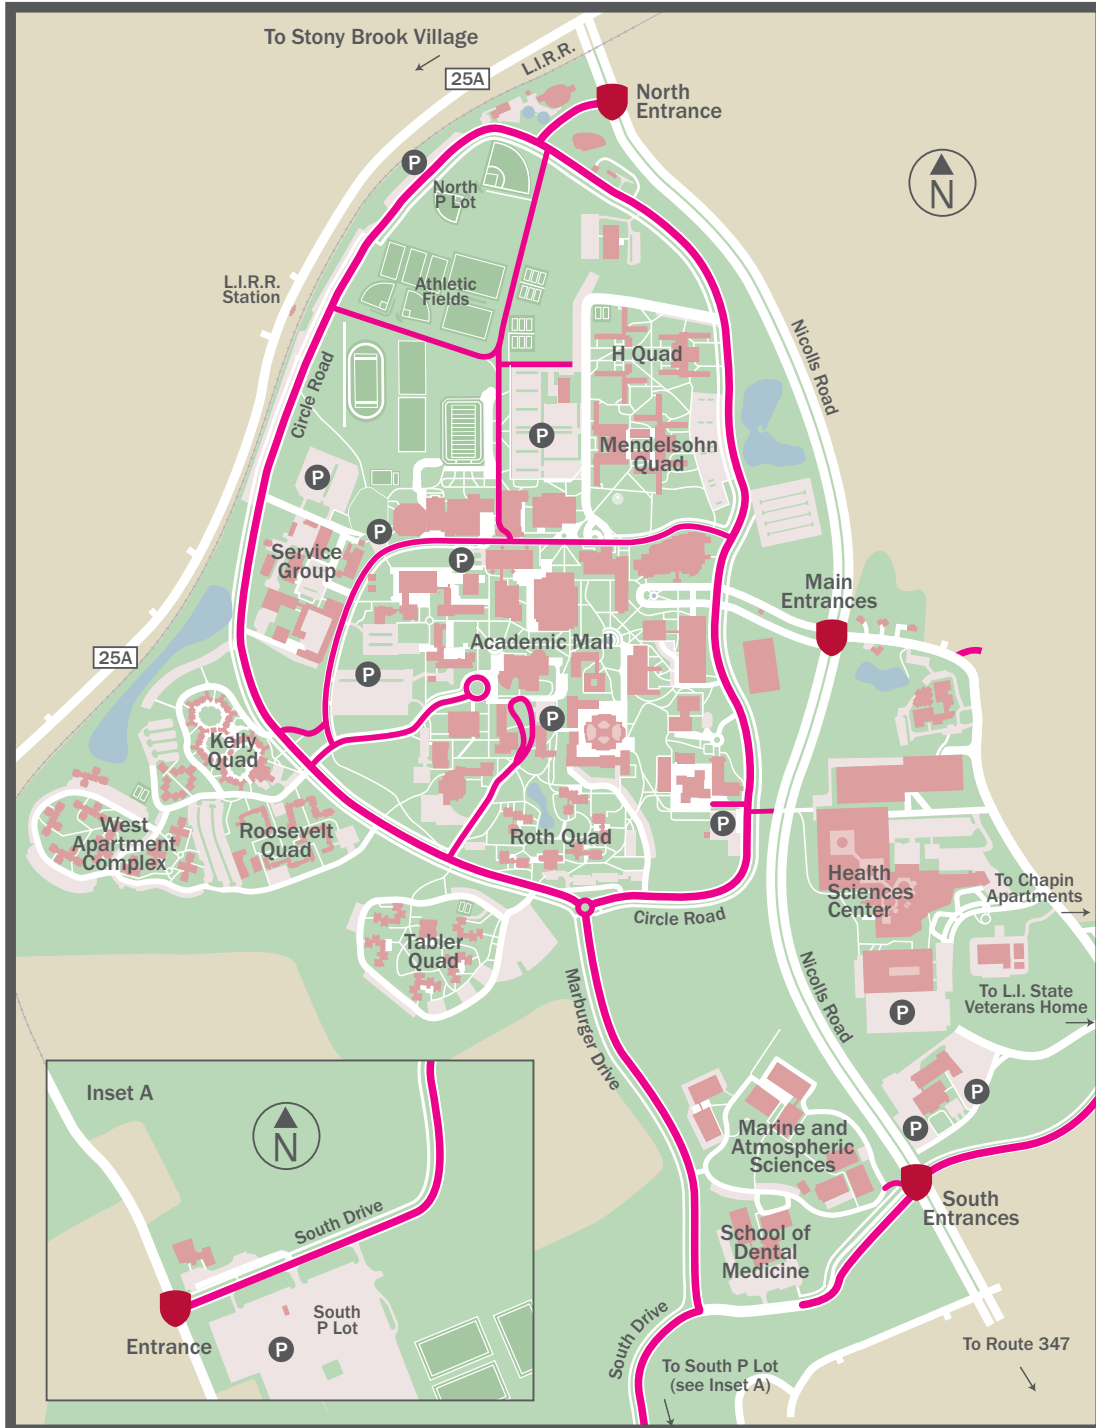 To Stony Brook Village
25A
L.I.R.R.
North
Entrance
P
North
P Lot
N
L.I.R.R.
Station
Athletic
Fields
Nicolls Road
H Quad
Circle Road
P
Mendelsohn
Quad
P
P
Service
Group
P
Main
Entrances
25A
Academic Mall
P
P
Kelly
Quad
West
Apartment
Complex
Roosevelt
Quad
Roth Quad
P
Health
Sciences
Center
To Chapin
Apartments
Circle Road
Tabler
Quad
Marburger Drive
Nicolls Road
To L.I. State
Veterans Home
P
P
P
Marine and
Atmospheric
Sciences
South
Entrances
School of
Dental
Medicine
South Drive
To South P Lot
(see Inset A)
To Route 347
Inset A
N
South Drive
Entrance
South
P Lot
P